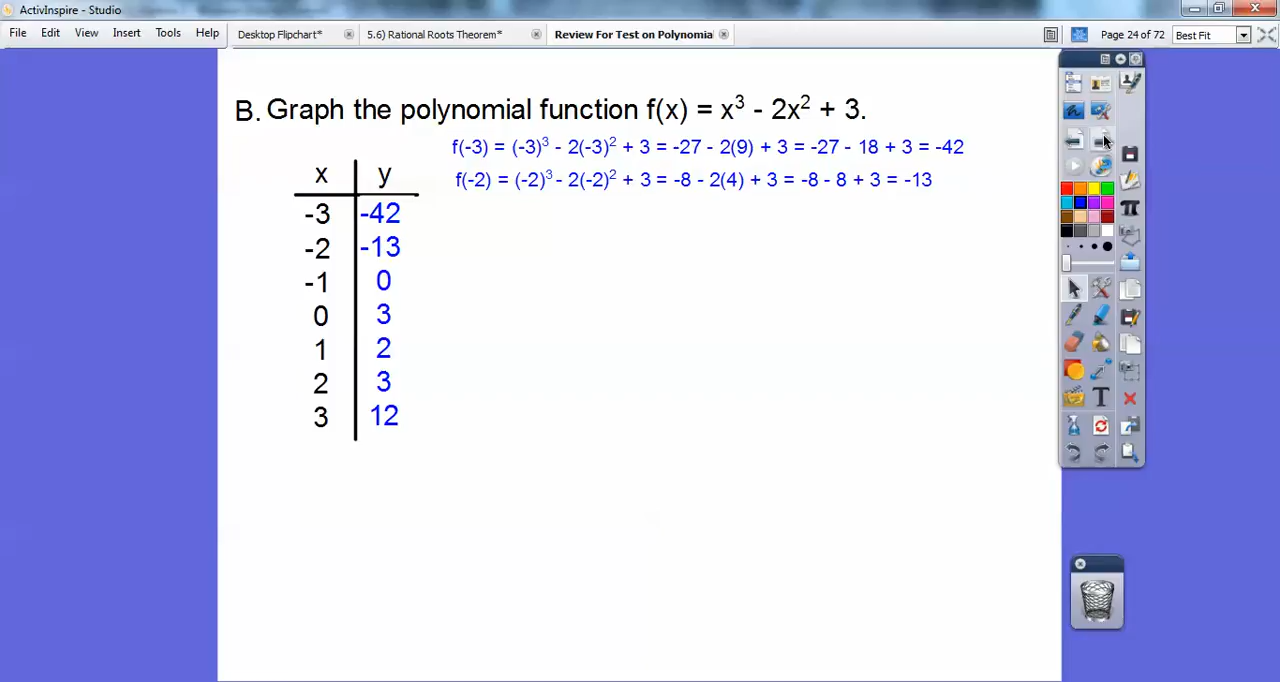 ActivInspire - Studio
File Edit View Insert Tools Help
Desktop Flipchart* 5.6) Rational Roots Theorem* Review For Test on Polynomial
Page 24 of 72 Best Fit
B. Graph the polynomial function f(x) = x³ - 2x² + 3.
f(-3) = (-3)³ - 2(-3)² + 3 = -27 - 2(9) + 3 = -27 - 18 + 3 = -42
f(-2) = (-2)³ - 2(-2)² + 3 = -8 - 2(4) + 3 = -8 - 8 + 3 = -13
x y
-3 -42
-2 -13
-1 0
0 3
1 2
2 3
3 12